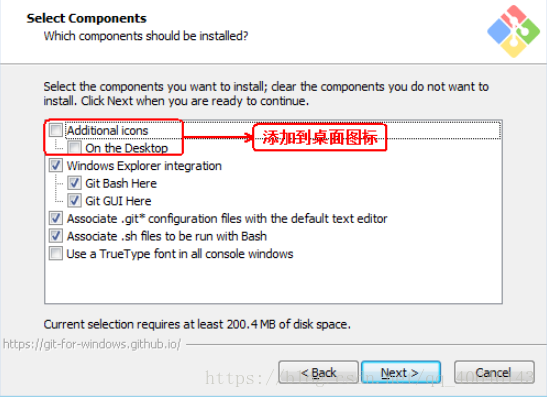 Select Components
Which components should be installed?
Select the components you want to install; clear the components you do not want to
install. Click Next when you are ready to continue.
Additional icons
添加到桌面图标
On the Desktop
Windows Explorer integration
Git Bash Here
Git GUI Here
Associate .git* configuration files with the default text editor
Associate .sh files to be run with Bash
Use a TrueType font in all console windows
Current selection requires at least 200.4 MB of disk space.
https://git-for-windows.github.io/
< Back
Next >
Cancel